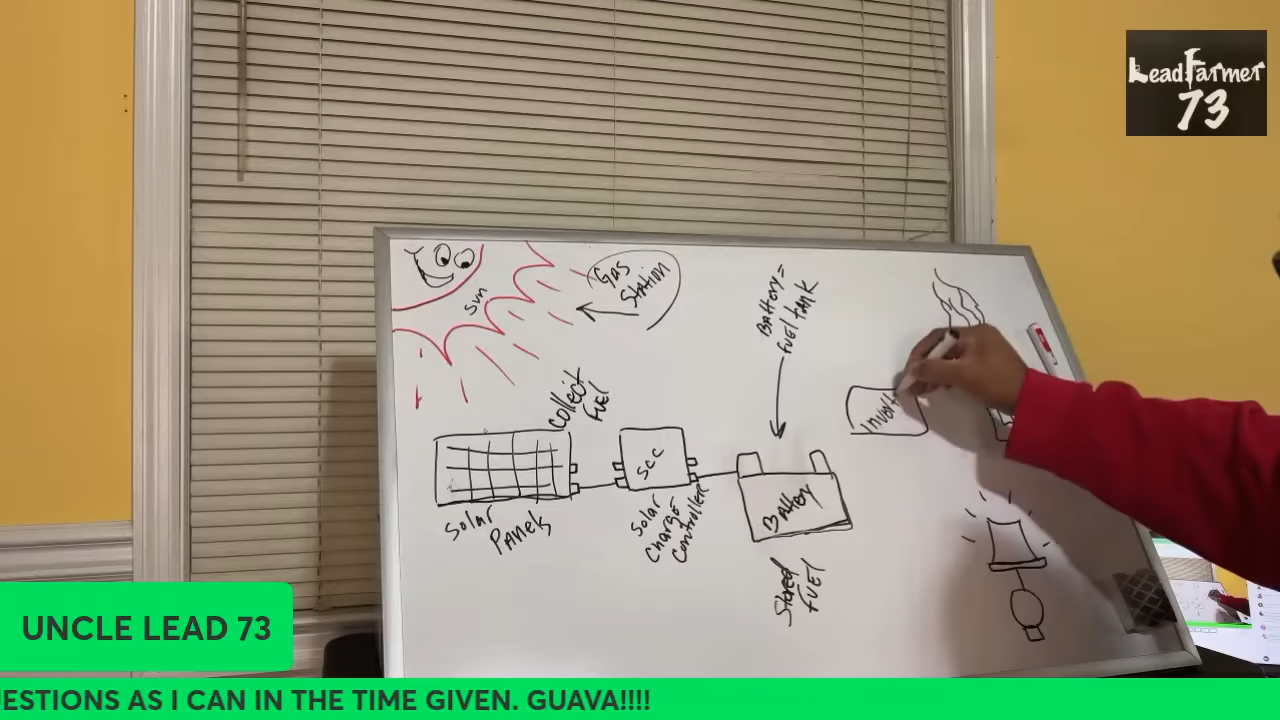 LeadFarmer
73
Sun
Gas
Station
Battery =
Fuel Tank
Collect
Fuel
Solar
Panels
SCC
Solar
Charge
Controller
Battery
Stored
Fuel
Invert
UNCLE LEAD 73
ESTIONS AS I CAN IN THE TIME GIVEN. GUAVA!!!!